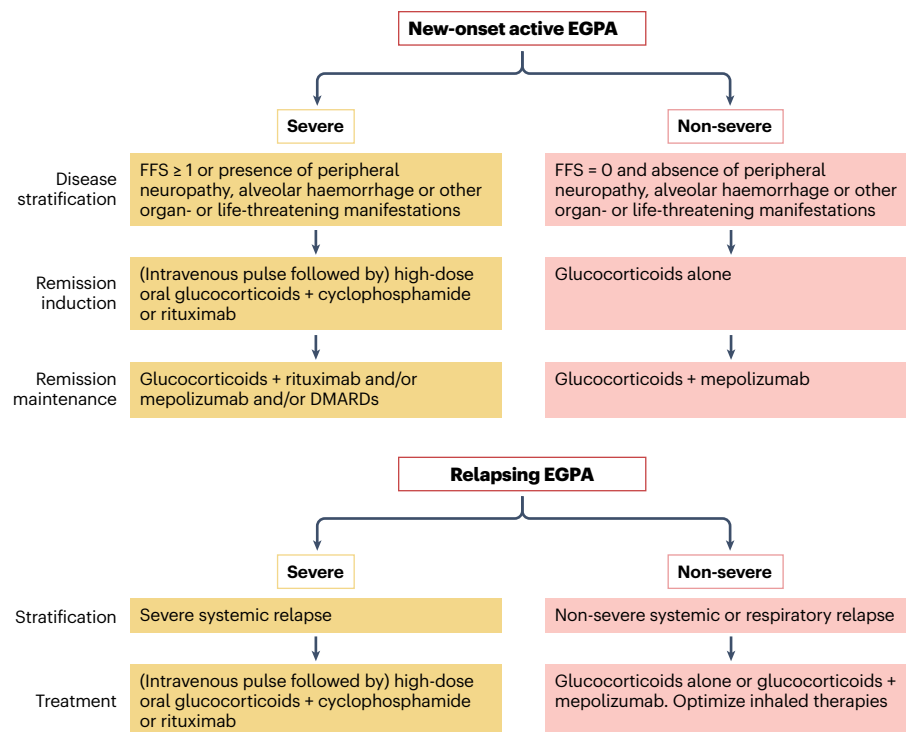 New-onset active EGPA
Severe
Non-severe
Disease
stratification
FFS ≥ 1 or presence of peripheral
neuropathy, alveolar haemorrhage or other
organ- or life-threatening manifestations
FFS = 0 and absence of peripheral
neuropathy, alveolar haemorrhage or other
organ- or life-threatening manifestations
Remission
induction
(Intravenous pulse followed by) high-dose
oral glucocorticoids + cyclophosphamide
or rituximab
Glucocorticoids alone
Remission
maintenance
Glucocorticoids + rituximab and/or
mepolizumab and/or DMARDs
Glucocorticoids + mepolizumab
Relapsing EGPA
Severe
Non-severe
Stratification
Severe systemic relapse
Non-severe systemic or respiratory relapse
Treatment
(Intravenous pulse followed by) high-dose
oral glucocorticoids + cyclophosphamide
or rituximab
Glucocorticoids alone or glucocorticoids +
mepolizumab. Optimize inhaled therapies